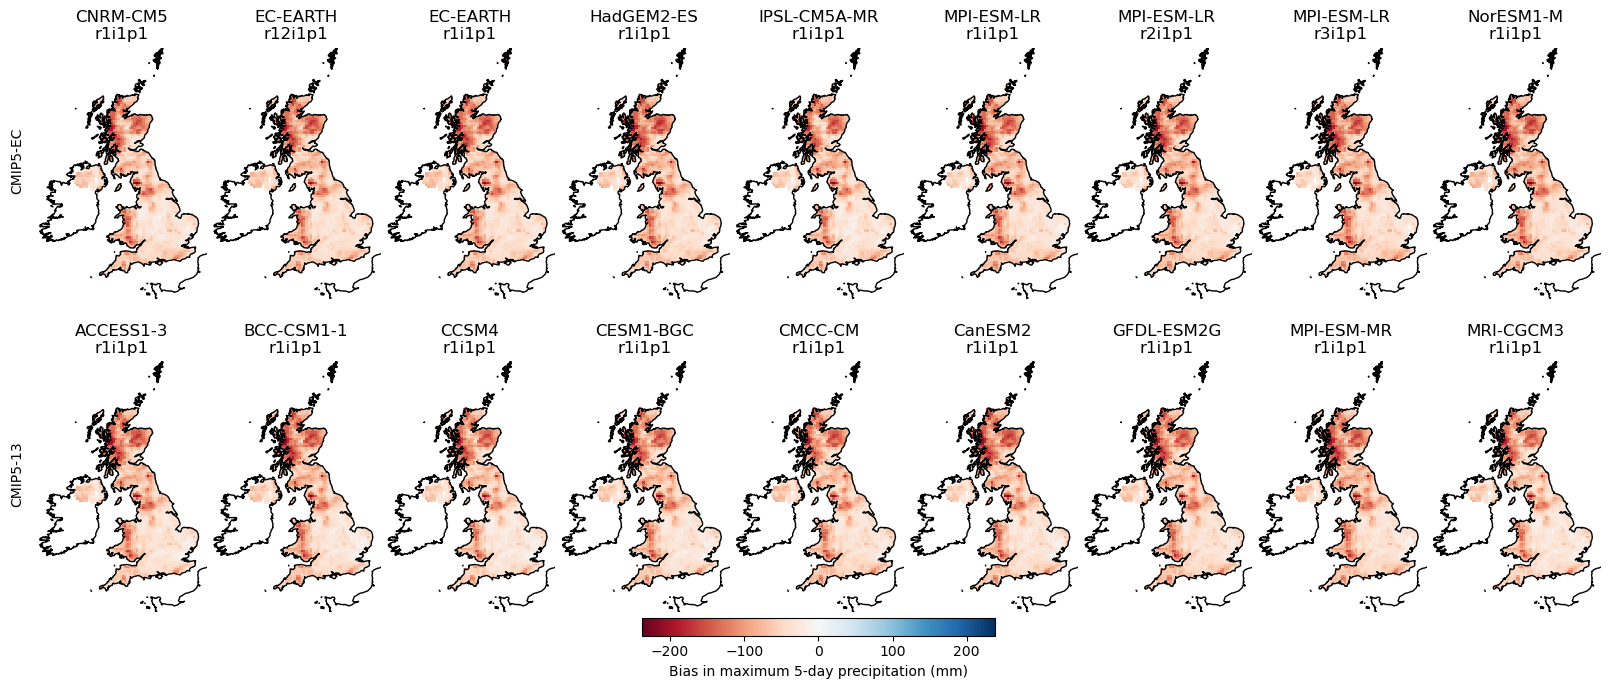 CNRM-CM5 EC-EARTH EC-EARTH HadGEM2-ES IPSL-CM5A-MR MPI-ESM-LR MPI-ESM-LR MPI-ESM-LR NorESM1-M
r1i1p1 r12i1p1 r1i1p1 r1i1p1 r1i1p1 r1i1p1 r2i1p1 r3i1p1 r1i1p1
CMIP5-EC
ACCESS1-3 BCC-CSM1-1 CCSM4 CESM1-BGC CMCC-CM CanESM2 GFDL-ESM2G MPI-ESM-MR MRI-CGCM3
r1i1p1 r1i1p1 r1i1p1 r1i1p1 r1i1p1 r1i1p1 r1i1p1 r1i1p1 r1i1p1
CMIP5-13
−200 −100 0 100 200
Bias in maximum 5-day precipitation (mm)